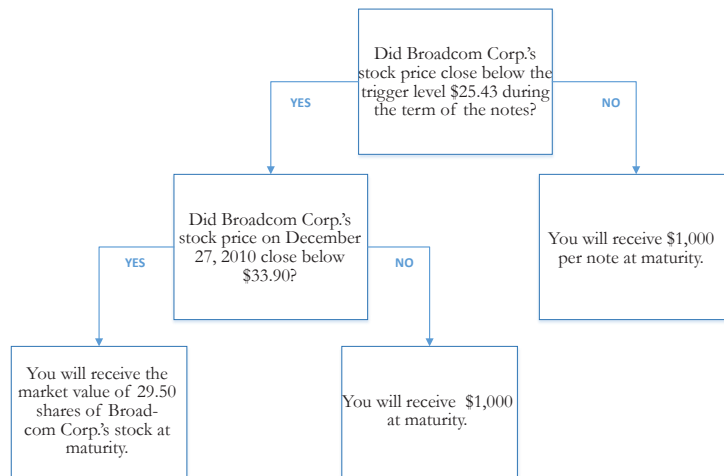 Did Broadcom Corp.'s
stock price close below the
trigger level $25.43 during
the term of the notes?
YES
NO
Did Broadcom Corp.'s
stock price on December
27, 2010 close below
$33.90?
You will receive $1,000
per note at maturity.
YES
NO
You will receive the
market value of 29.50
shares of Broad-
com Corp.'s stock at
maturity.
You will receive $1,000
at maturity.